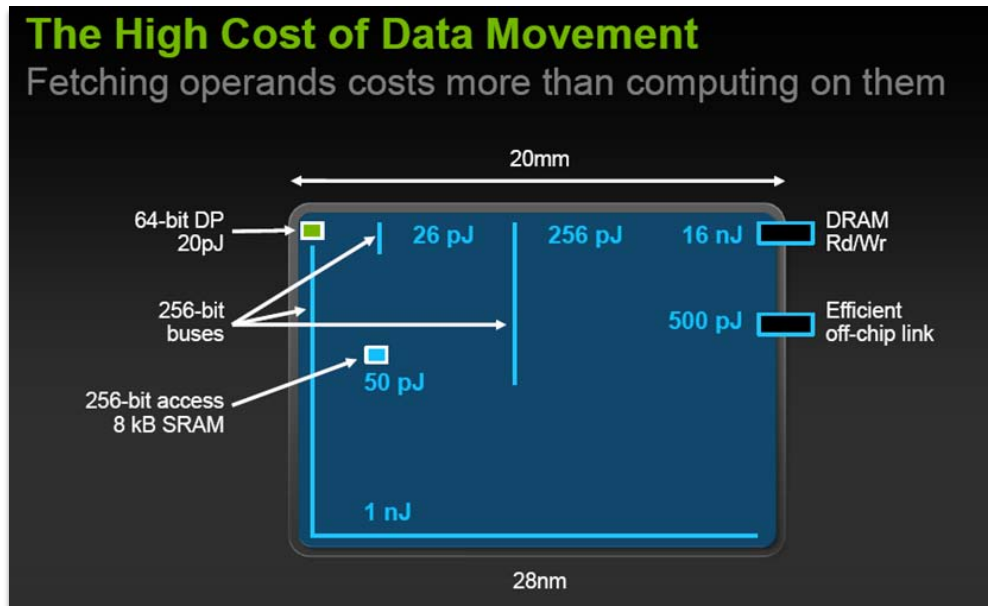 The High Cost of Data Movement
Fetching operands costs more than computing on them
20mm
64-bit DP
20pJ
26 pJ
256 pJ
16 nJ
DRAM
Rd/Wr
256-bit
buses
500 pJ
Efficient
off-chip link
50 pJ
256-bit access
8 kB SRAM
1 nJ
28nm